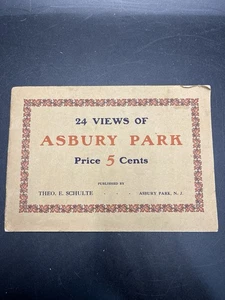 24 VIEWS OF
ASBURY PARK
Price 5 Cents
PUBLISHED BY
THEO. E. SCHULTE - - ASBURY PARK, N. J.